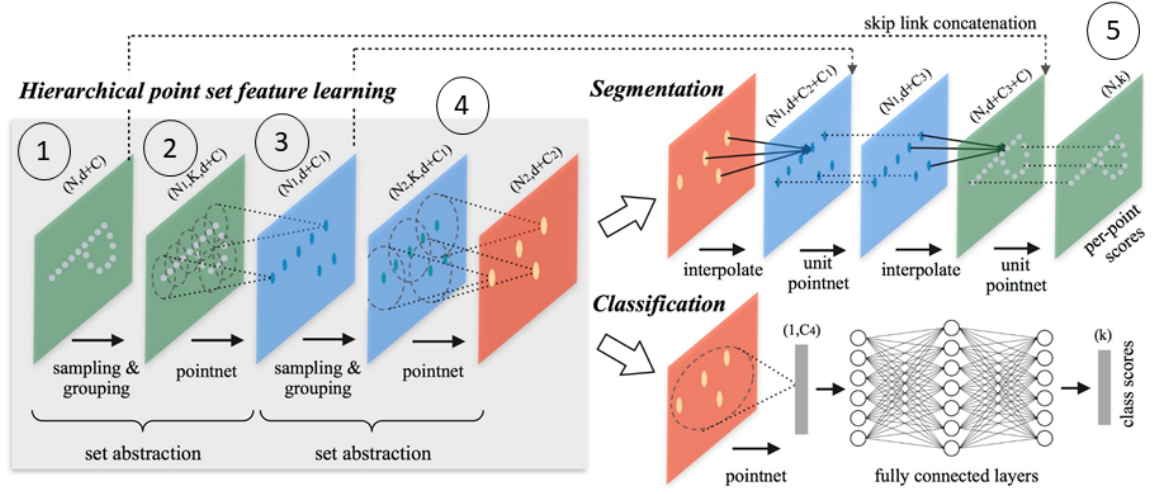 skip link concatenation
5
Hierarchical point set feature learning
4
Segmentation
1
2
3
(N,d+C)
(N1,K,d+C)
(N1,d+C1)
(N2,K,d+C1)
(N2,d+C2)
(N1,d+C2+C1)
(N1,d+C3)
(N,d+C3+C)
(N,k)
per-point
scores
interpolate
unit
pointnet
interpolate
unit
pointnet
sampling &
grouping
pointnet
sampling &
grouping
pointnet
set abstraction
set abstraction
Classification
(1,C4)
(k)
class scores
pointnet
fully connected layers